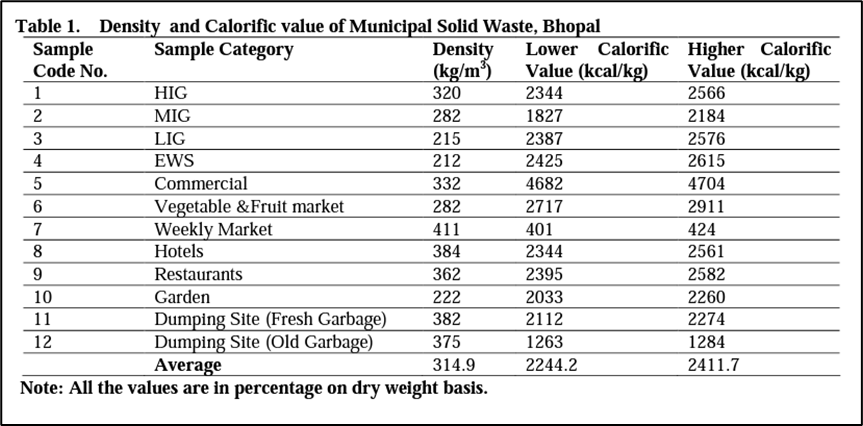 Table 1. Density and Calorific value of Municipal Solid Waste, Bhopal
Sample Code No. Sample Category Density (kg/m³) Lower Calorific Value (kcal/kg) Higher Calorific Value (kcal/kg)
1 HIG 320 2344 2566
2 MIG 282 1827 2184
3 LIG 215 2387 2576
4 EWS 212 2425 2615
5 Commercial 332 4682 4704
6 Vegetable &Fruit market 282 2717 2911
7 Weekly Market 411 401 424
8 Hotels 384 2344 2561
9 Restaurants 362 2395 2582
10 Garden 222 2033 2260
11 Dumping Site (Fresh Garbage) 382 2112 2274
12 Dumping Site (Old Garbage) 375 1263 1284
Average 314.9 2244.2 2411.7
Note: All the values are in percentage on dry weight basis.